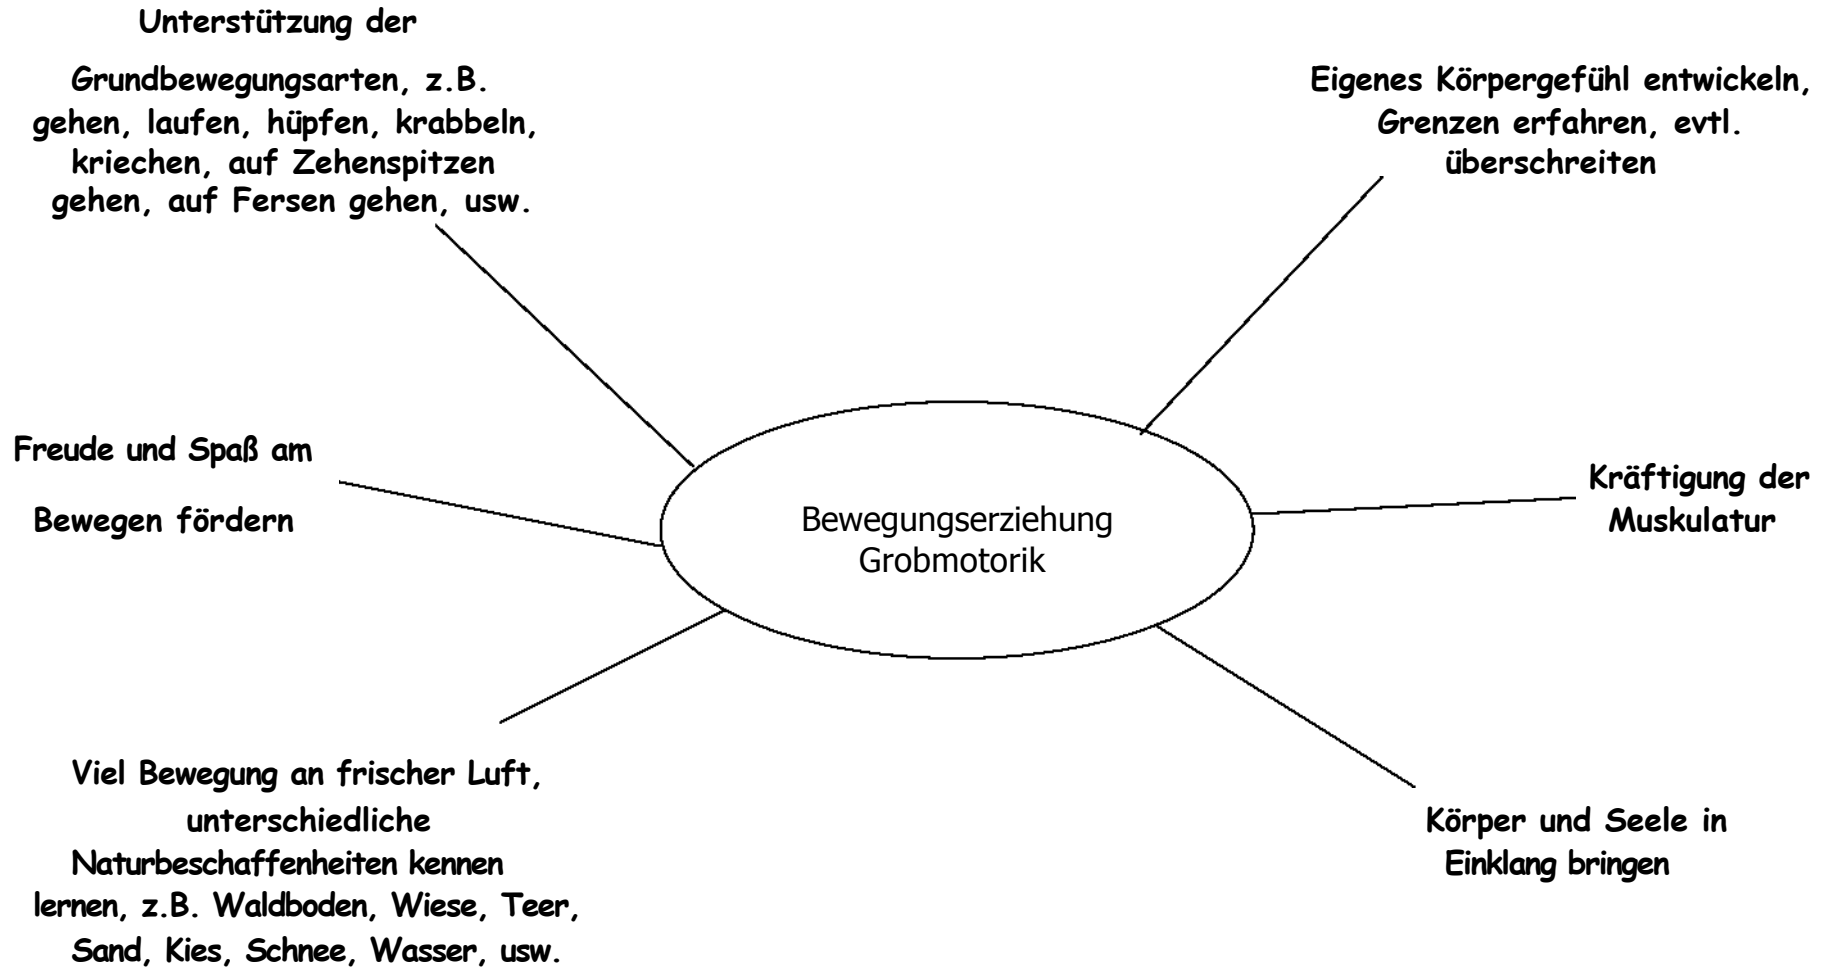 Unterstützung der
Grundbewegungsarten, z.B.
gehen, laufen, hüpfen, krabbeln,
kriechen, auf Zehenspitzen
gehen, auf Fersen gehen, usw.
Eigenes Körpergefühl entwickeln,
Grenzen erfahren, evtl.
überschreiten
Freude und Spaß am
Bewegen fördern
Bewegungserziehung
Grobmotorik
Kräftigung der
Muskulatur
Viel Bewegung an frischer Luft,
unterschiedliche
Naturbeschaffenheiten kennen
lernen, z.B. Waldboden, Wiese, Teer,
Sand, Kies, Schnee, Wasser, usw.
Körper und Seele in
Einklang bringen